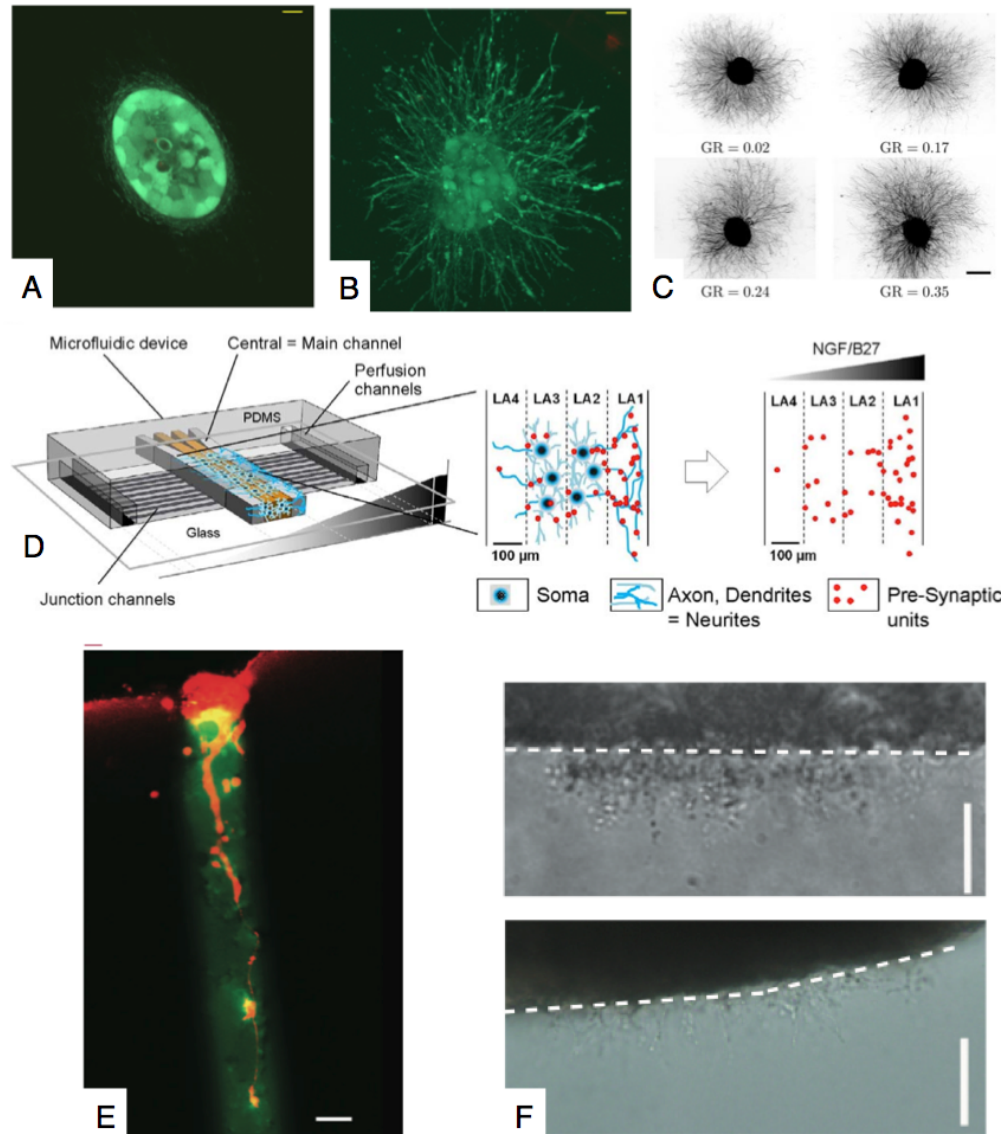 A
B
C
GR = 0.02
GR = 0.17
GR = 0.24
GR = 0.35
D
Microfluidic device
Central = Main channel
Perfusion
channels
PDMS
Glass
Junction channels
LA4 LA3 LA2 LA1
100 µm
NGF/B27
LA4 LA3 LA2 LA1
100 µm
Soma
Axon, Dendrites
= Neurites
Pre-Synaptic
units
E
F